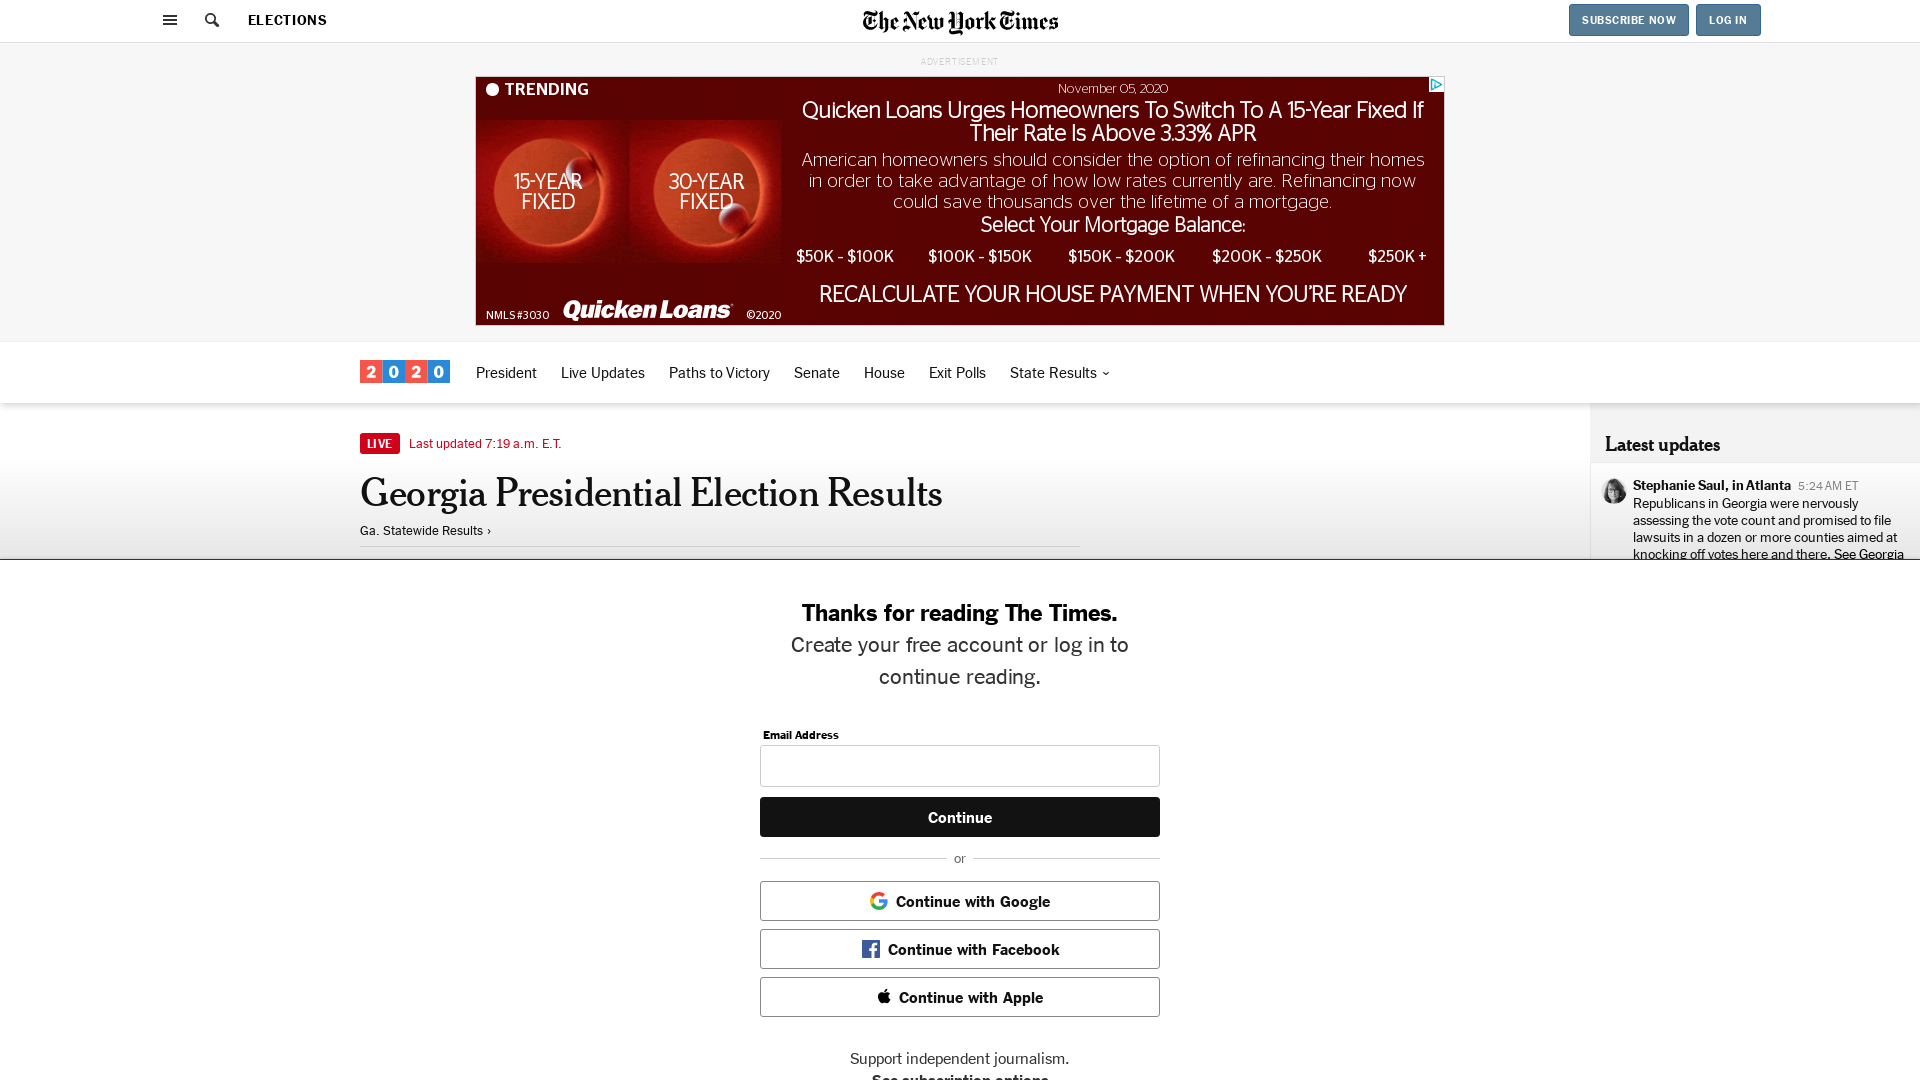 ELECTIONS
The New York Times
SUBSCRIBE NOW
LOG IN
ADVERTISEMENT
TRENDING
November 05, 2020
Quicken Loans Urges Homeowners To Switch To A 15-Year Fixed If
Their Rate Is Above 3.33% APR
American homeowners should consider the option of refinancing their homes
in order to take advantage of how low rates currently are. Refinancing now
could save thousands over the lifetime of a mortgage.
15-YEAR
FIXED
30-YEAR
FIXED
Select Your Mortgage Balance:
$50K - $100K
$100K - $150K
$150K - $200K
$200K - $250K
$250K +
RECALCULATE YOUR HOUSE PAYMENT WHEN YOU'RE READY
NMLS#3030
Quicken Loans
©2020
2020
President
Live Updates
Paths to Victory
Senate
House
Exit Polls
State Results
LIVE
Last updated 7:19 a.m. E.T.
Georgia Presidential Election Results
Ga. Statewide Results ›
Latest updates
Stephanie Saul, in Atlanta 5:24 AM ET
Republicans in Georgia were nervously
assessing the vote count and promised to file
lawsuits in a dozen or more counties aimed at
knocking off votes here and there. See Georgia
Thanks for reading The Times.
Create your free account or log in to
continue reading.
Email Address
Continue
or
Continue with Google
Continue with Facebook
Continue with Apple
Support independent journalism.
See subscription options